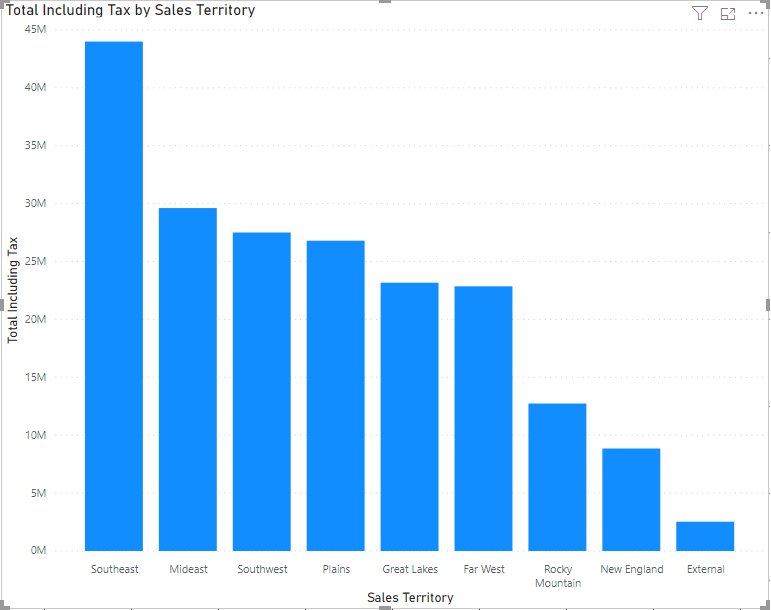 Total Including Tax by Sales Territory
45M
40M
35M
30M
25M
20M
15M
10M
5M
0M
Total Including Tax
Southeast
Mideast
Southwest
Plains
Great Lakes
Far West
Rocky
Mountain
New England
External
Sales Territory